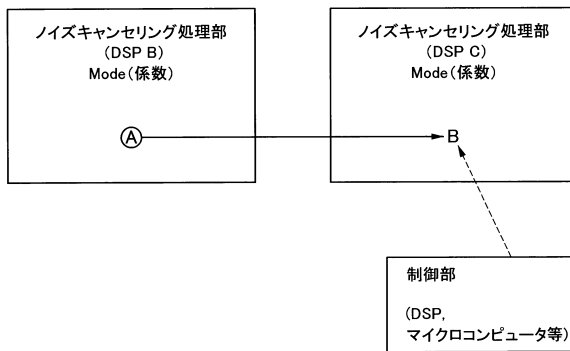 ノイズキャンセリング処理部
(DSP B)
Mode(係数)
A
ノイズキャンセリング処理部
(DSP C)
Mode(係数)
B
制御部
(DSP,
マイクロコンピュータ等)